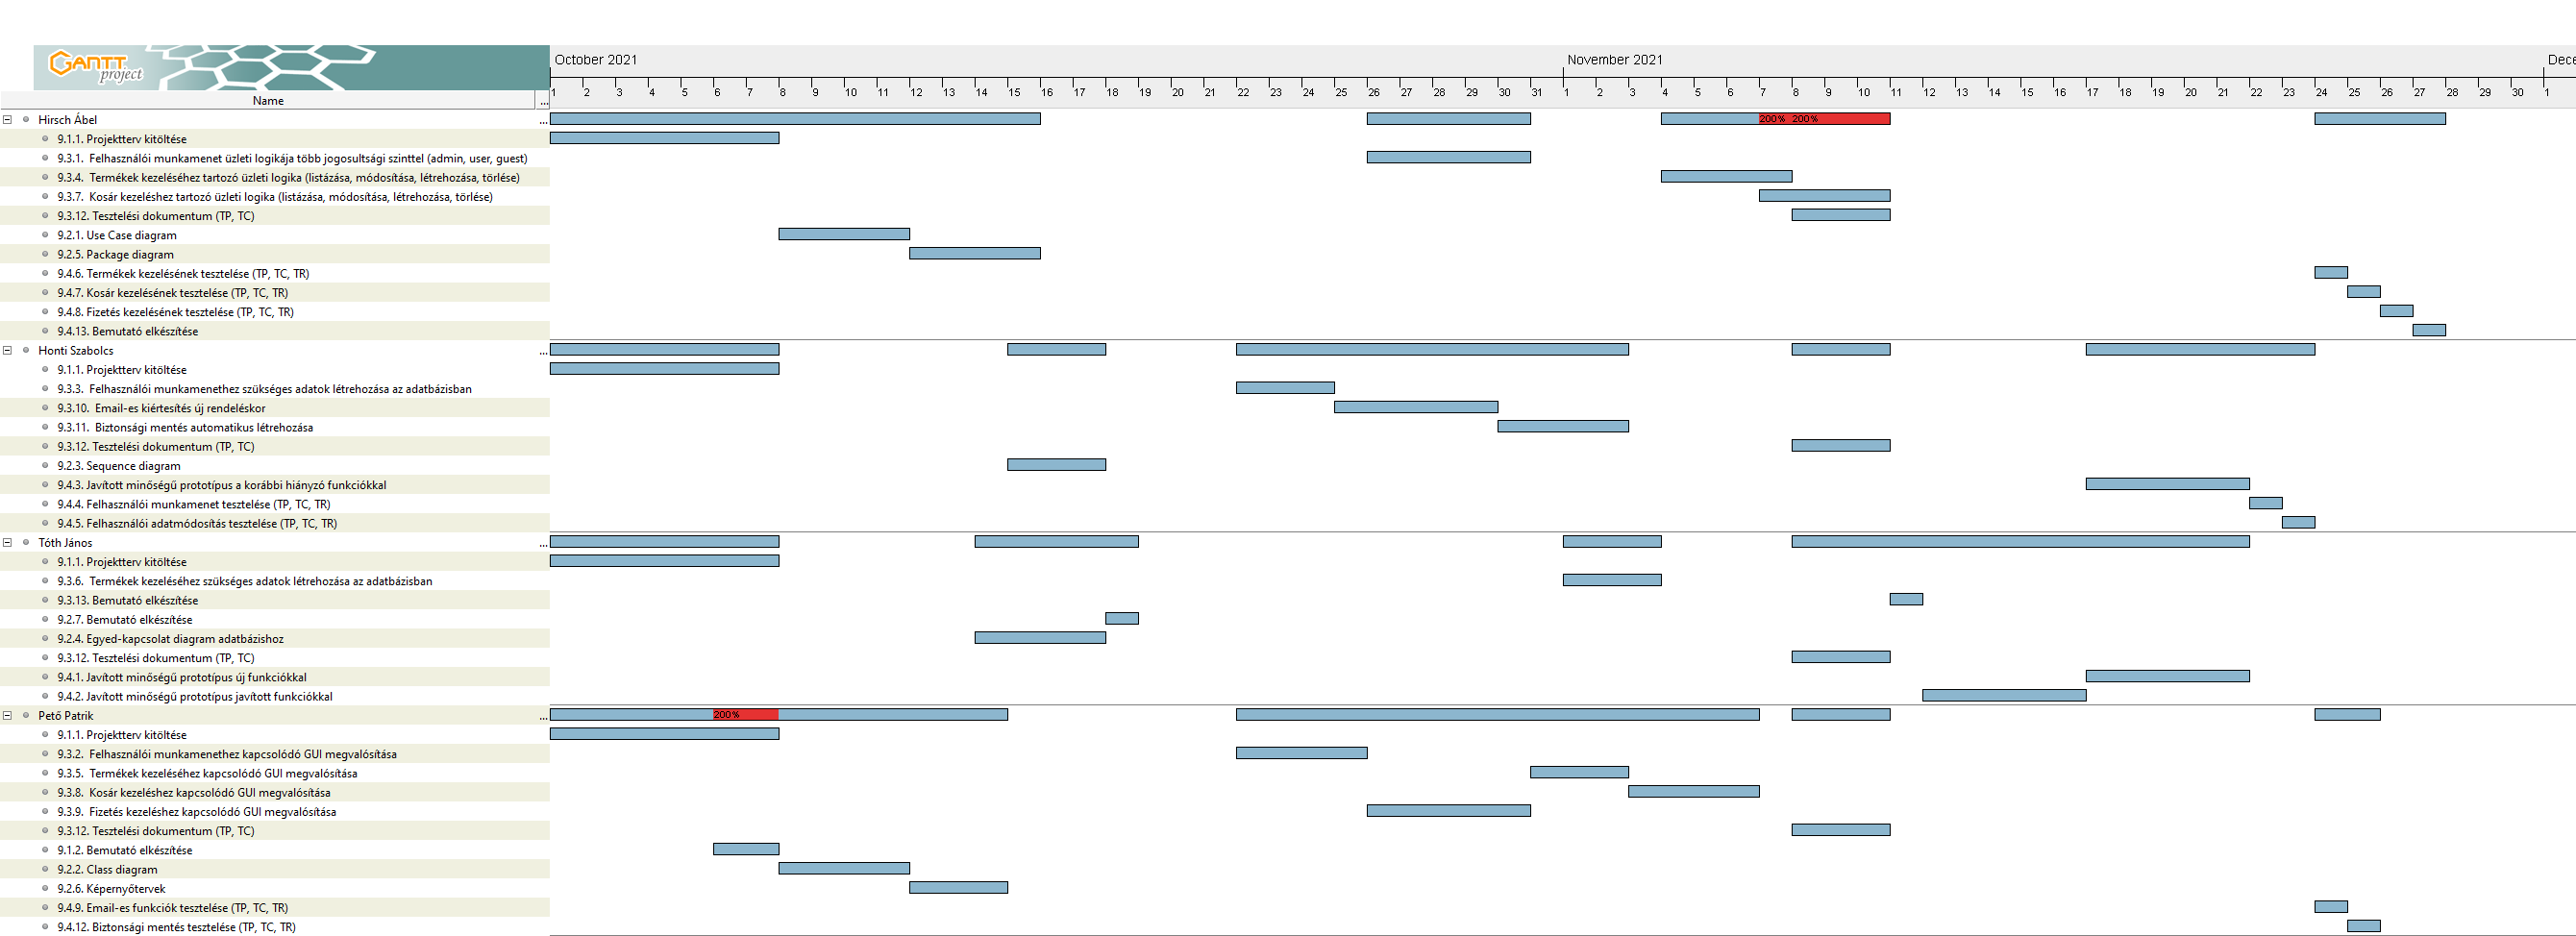 GANTT project
October 2021 November 2021 Dece
Name ... 1 2 3 4 5 6 7 8 9 10 11 12 13 14 15 16 17 18 19 20 21 22 23 24 25 26 27 28 29 30 31 1 2 3 4 5 6 7 8 9 10 11 12 13 14 15 16 17 18 19 20 21 22 23 24 25 26 27 28 29 30 1
Hirsch Ábel ... 200% 200%
9.1.1. Projektterv kitöltése
9.3.1. Felhasználói munkamenet üzleti logikája több jogosultsági szinttel (admin, user, guest)
9.3.4. Termékek kezeléséhez tartozó üzleti logika (listázása, módosítása, létrehozása, törlése)
9.3.7. Kosár kezeléshez tartozó üzleti logika (listázása, módosítása, létrehozása, törlése)
9.3.12. Tesztelési dokumentum (TP, TC)
9.2.1. Use Case diagram
9.2.5. Package diagram
9.4.6. Termékek kezelésének tesztelése (TP, TC, TR)
9.4.7. Kosár kezelésének tesztelése (TP, TC, TR)
9.4.8. Fizetés kezelésének tesztelése (TP, TC, TR)
9.4.13. Bemutató elkészítése
Honti Szabolcs ...
9.1.1. Projektterv kitöltése
9.3.3. Felhasználói munkamenethez szükséges adatok létrehozása az adatbázisban
9.3.10. Email-es kiértesítés új rendeléskor
9.3.11. Biztonsági mentés automatikus létrehozása
9.3.12. Tesztelési dokumentum (TP, TC)
9.2.3. Sequence diagram
9.4.3. Javított minőségű prototípus a korábbi hiányzó funkciókkal
9.4.4. Felhasználói munkamenet tesztelése (TP, TC, TR)
9.4.5. Felhasználói adatmódosítás tesztelése (TP, TC, TR)
Tóth János ...
9.1.1. Projektterv kitöltése
9.3.6. Termékek kezeléséhez szükséges adatok létrehozása az adatbázisban
9.3.13. Bemutató elkészítése
9.2.7. Bemutató elkészítése
9.2.4. Egyed-kapcsolat diagram adatbázishoz
9.3.12. Tesztelési dokumentum (TP, TC)
9.4.1. Javított minőségű prototípus új funkciókkal
9.4.2. Javított minőségű prototípus javított funkciókkal
Pető Patrik ... 200%
9.1.1. Projektterv kitöltése
9.3.2. Felhasználói munkamenethez kapcsolódó GUI megvalósítása
9.3.5. Termékek kezeléséhez kapcsolódó GUI megvalósítása
9.3.8. Kosár kezeléshez kapcsolódó GUI megvalósítása
9.3.9. Fizetés kezeléshez kapcsolódó GUI megvalósítása
9.3.12. Tesztelési dokumentum (TP, TC)
9.1.2. Bemutató elkészítése
9.2.2. Class diagram
9.2.6. Képernyőtervek
9.4.9. Email-es funkciók tesztelése (TP, TC, TR)
9.4.12. Biztonsági mentés tesztelése (TP, TC, TR)